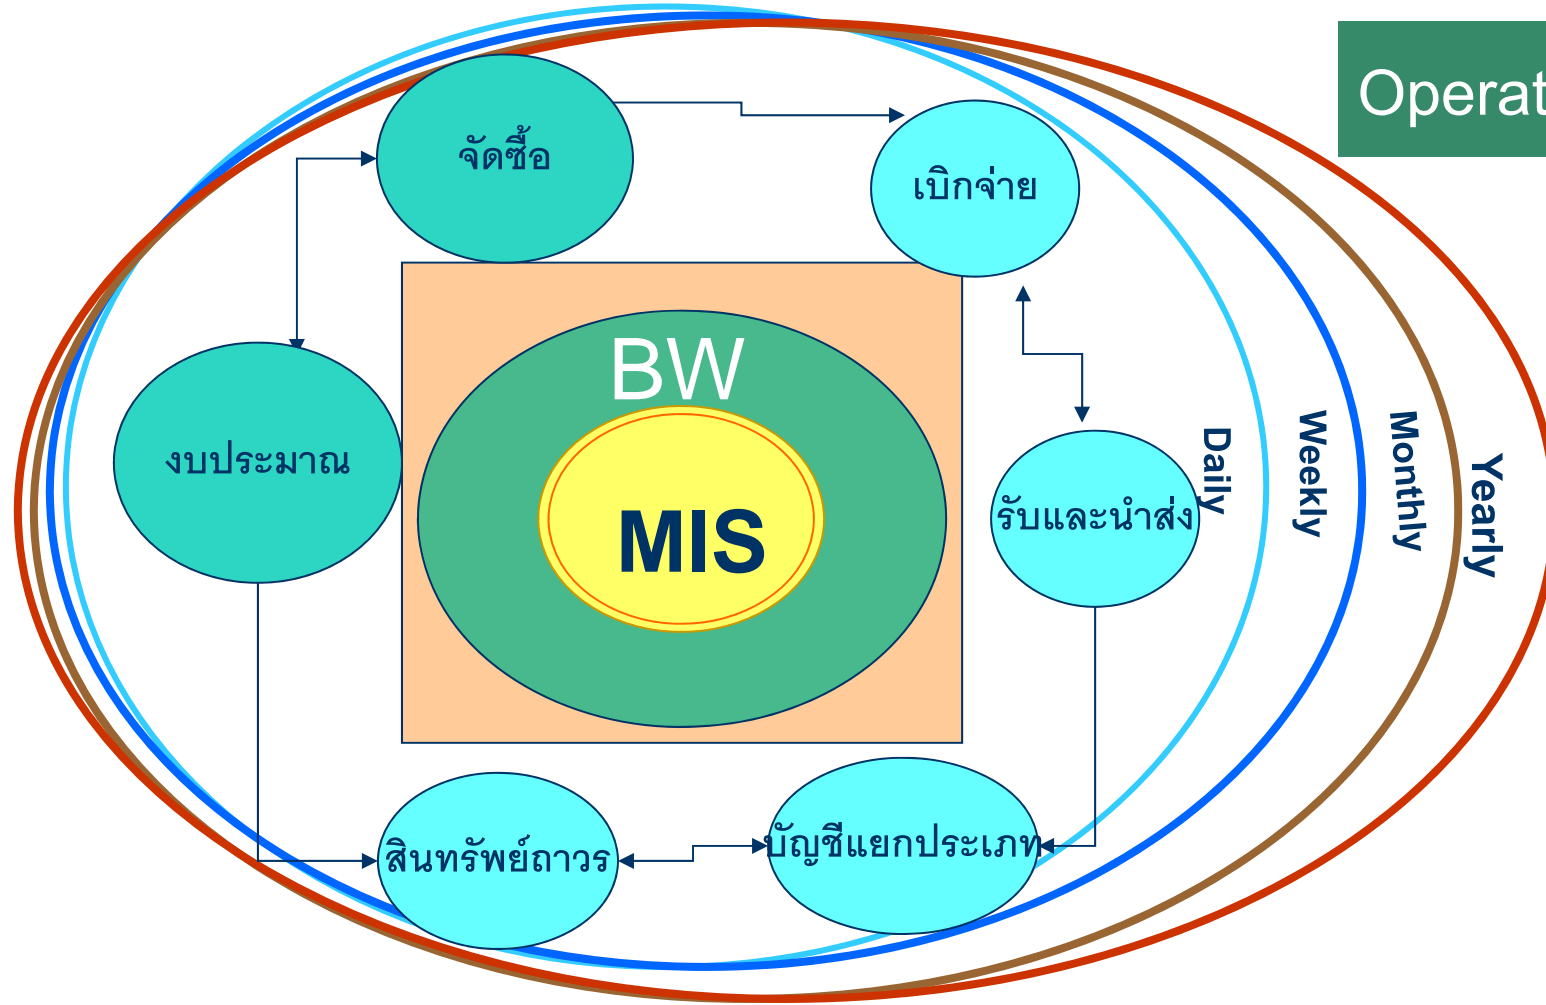 Operat
จัดซื้อ
เบิกจ่าย
BW
งบประมาณ
MIS
รับและนำส่ง
Daily
Weekly
Monthly
Yearly
สินทรัพย์ถาวร
บัญชีแยกประเภท